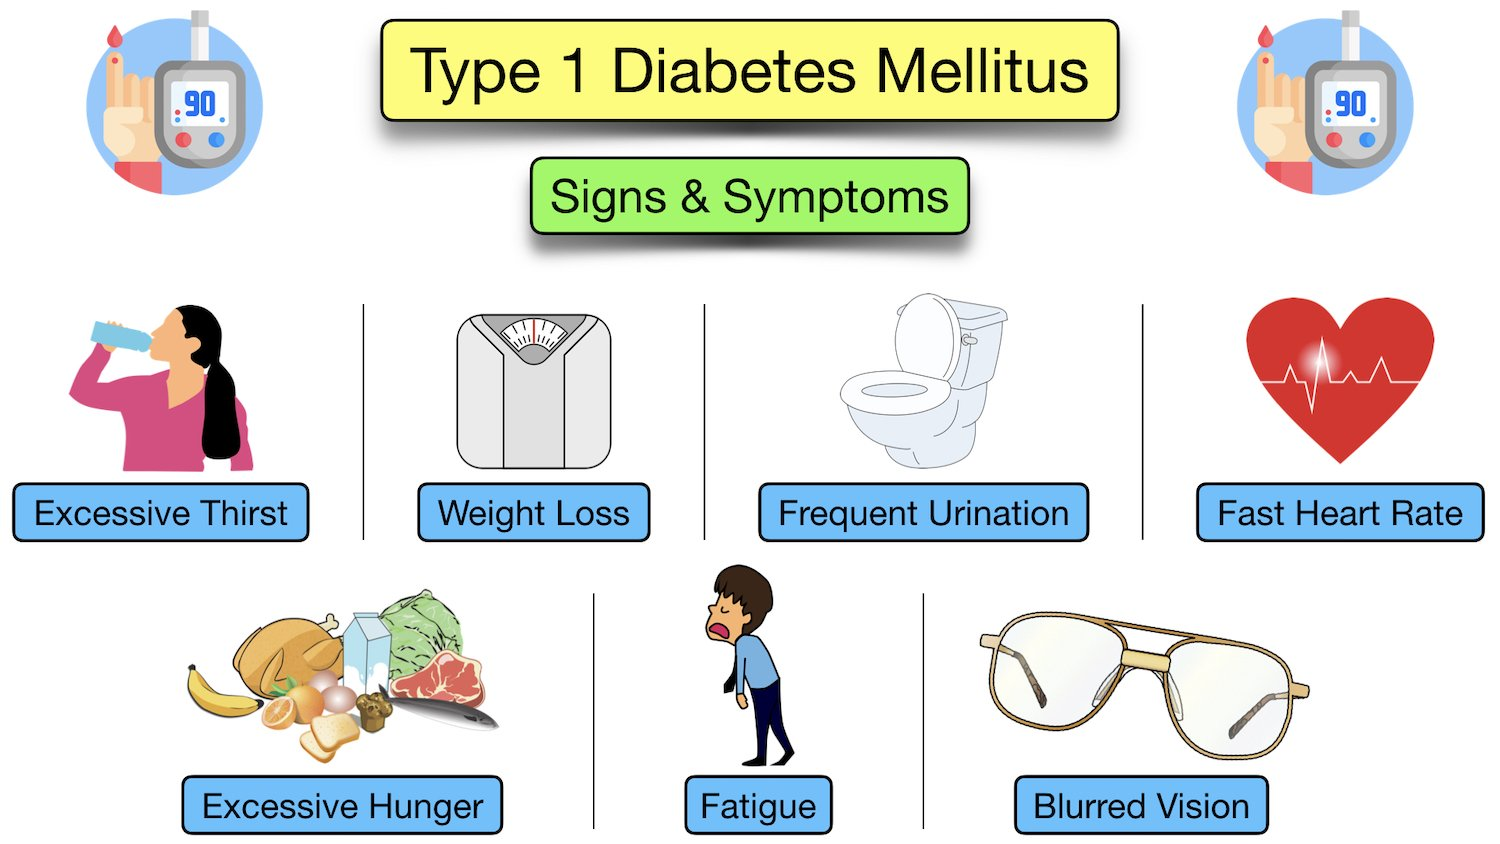 90
Type 1 Diabetes Mellitus
90
Signs & Symptoms
Excessive Thirst
Weight Loss
Frequent Urination
Fast Heart Rate
Excessive Hunger
Fatigue
Blurred Vision